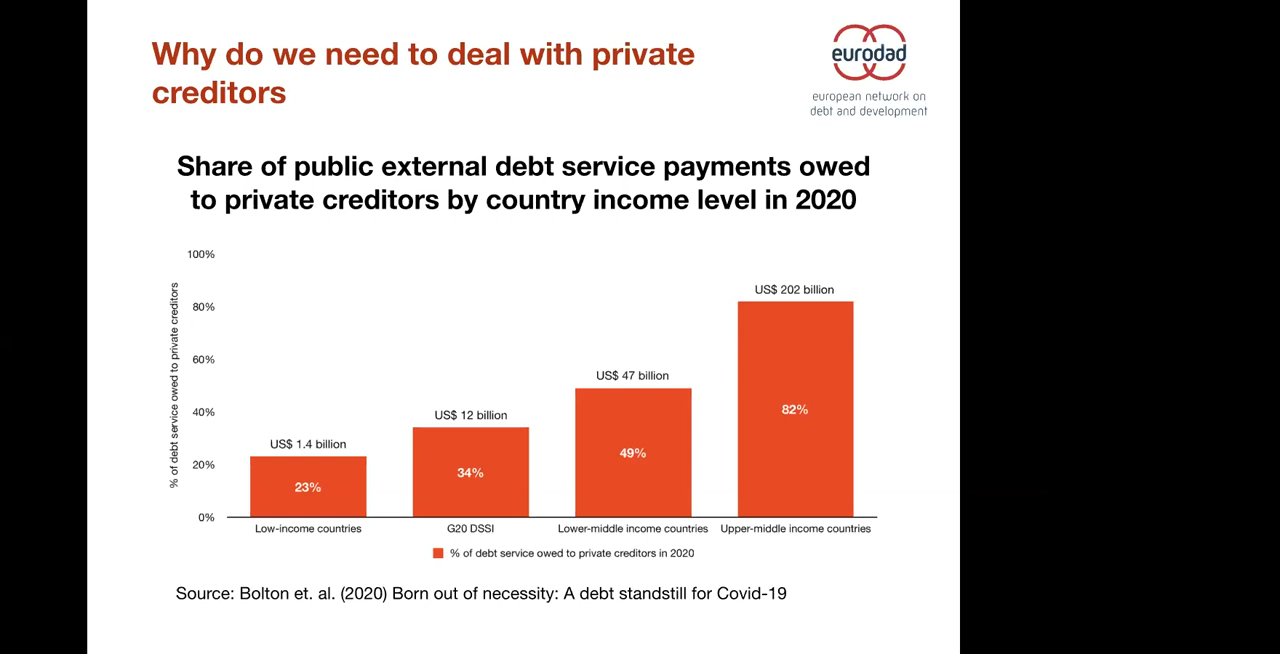 Why do we need to deal with private
creditors
eurodad
european network on
debt and development
Share of public external debt service payments owed
to private creditors by country income level in 2020
% of debt service owed to private creditors
100%
80%
60%
40%
20%
0%
US$ 1.4 billion
23%
US$ 12 billion
34%
US$ 47 billion
49%
US$ 202 billion
82%
Low-income countries
G20 DSSI
Lower-middle income countries
Upper-middle income countries
% of debt service owed to private creditors in 2020
Source: Bolton et. al. (2020) Born out of necessity: A debt standstill for Covid-19